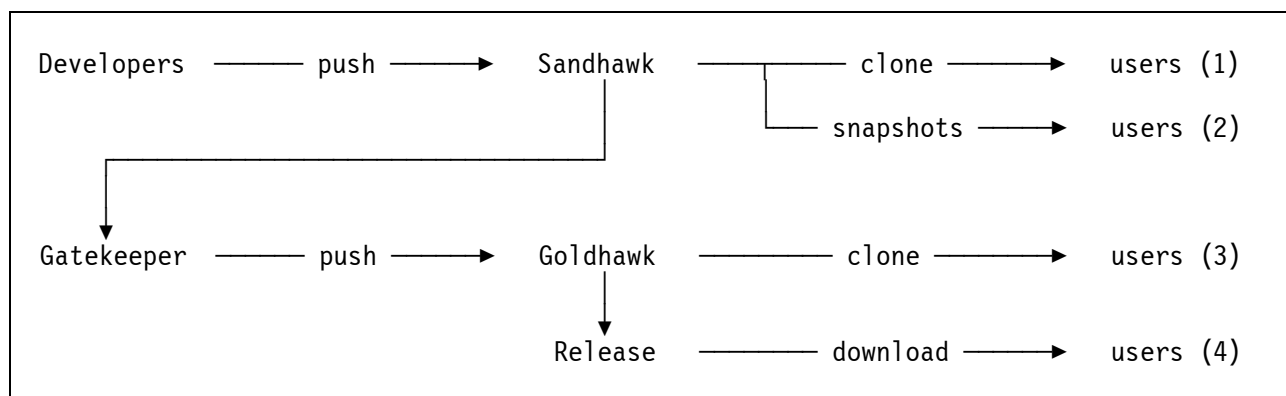 Developers push Sandhawk clone users (1)
snapshots users (2)
Gatekeeper push Goldhawk clone users (3)
Release download users (4)